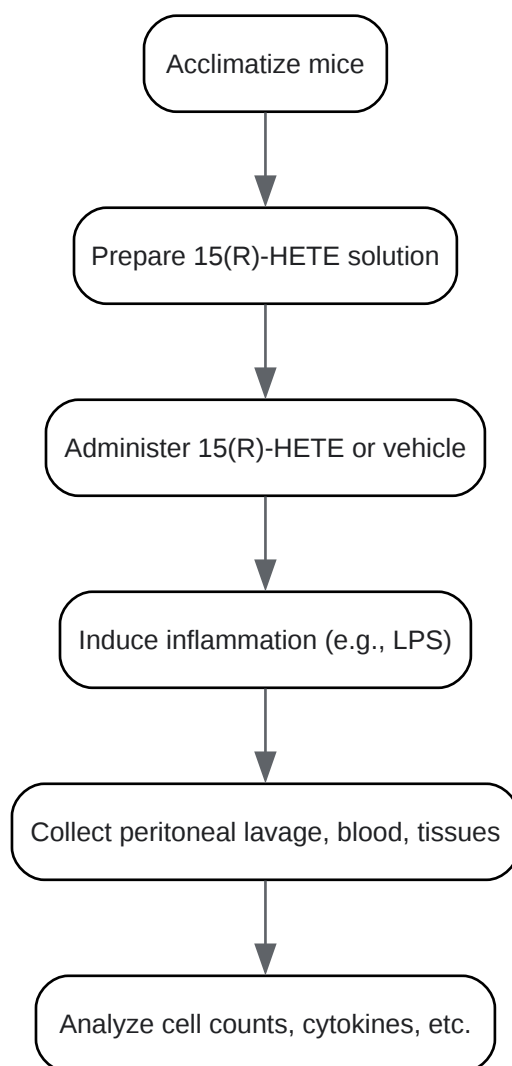 Acclimatize mice
Prepare 15(R)-HETE solution
Administer 15(R)-HETE or vehicle
Induce inflammation (e.g., LPS)
Collect peritoneal lavage, blood, tissues
Analyze cell counts, cytokines, etc.